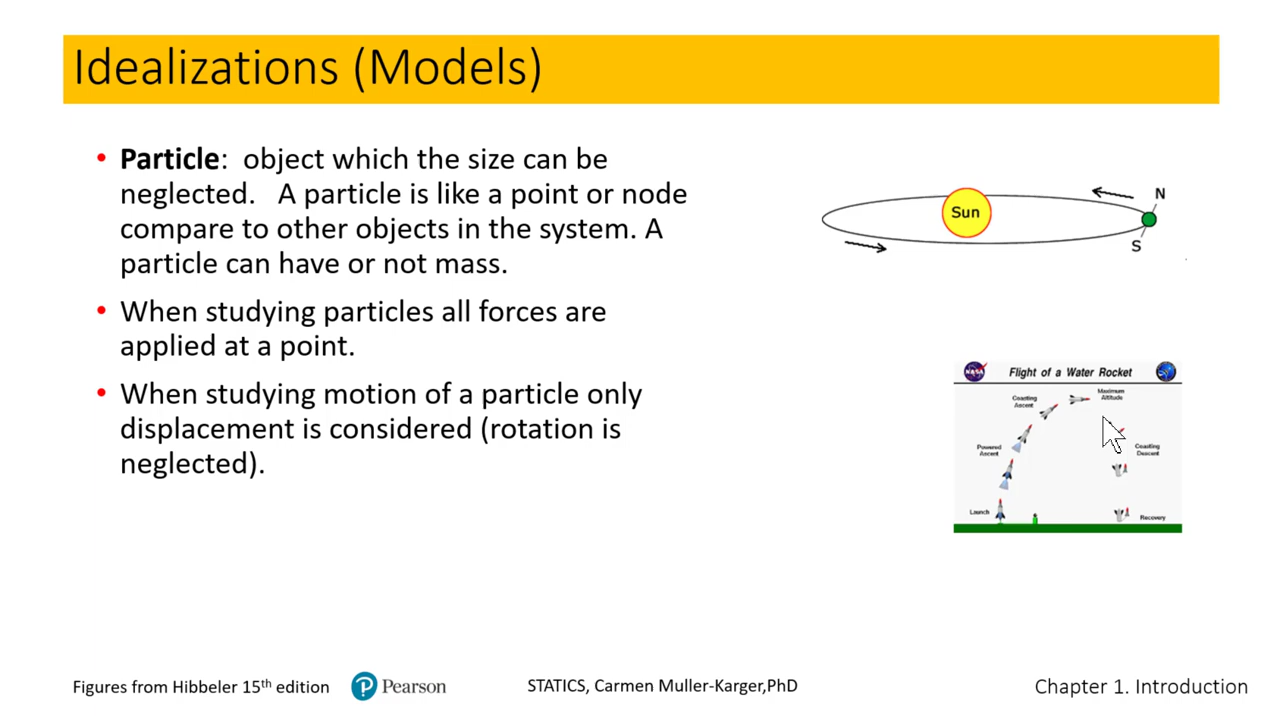 Idealizations (Models)
• Particle: object which the size can be
neglected. A particle is like a point or node
compare to other objects in the system. A
particle can have or not mass.
• When studying particles all forces are
applied at a point.
• When studying motion of a particle only
displacement is considered (rotation is
neglected).
N
Sun
S
NASA
Flight of a Water Rocket
Maximum
Altitude
Coasting
Ascent
Powered
Ascent
Coasting
Descent
Launch
Recovery
Figures from Hibbeler 15th edition
P Pearson
STATICS, Carmen Muller-Karger,PhD
Chapter 1. Introduction